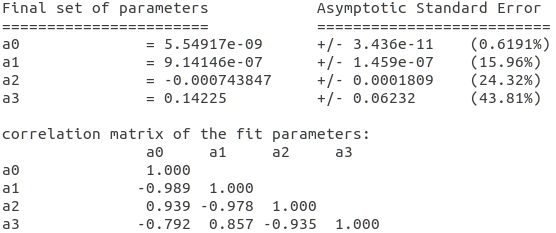 Final set of parameters            Asymptotic Standard Error
=======================            ==========================
a0              = 5.54917e-09      +/- 3.436e-11    (0.6191%)
a1              = 9.14146e-07      +/- 1.459e-07    (15.96%)
a2              = -0.000743847     +/- 0.0001809    (24.32%)
a3              = 0.14225          +/- 0.06232      (43.81%)
correlation matrix of the fit parameters:
                a0     a1     a2     a3
a0              1.000
a1             -0.989  1.000
a2              0.939 -0.978  1.000
a3             -0.792  0.857 -0.935  1.000